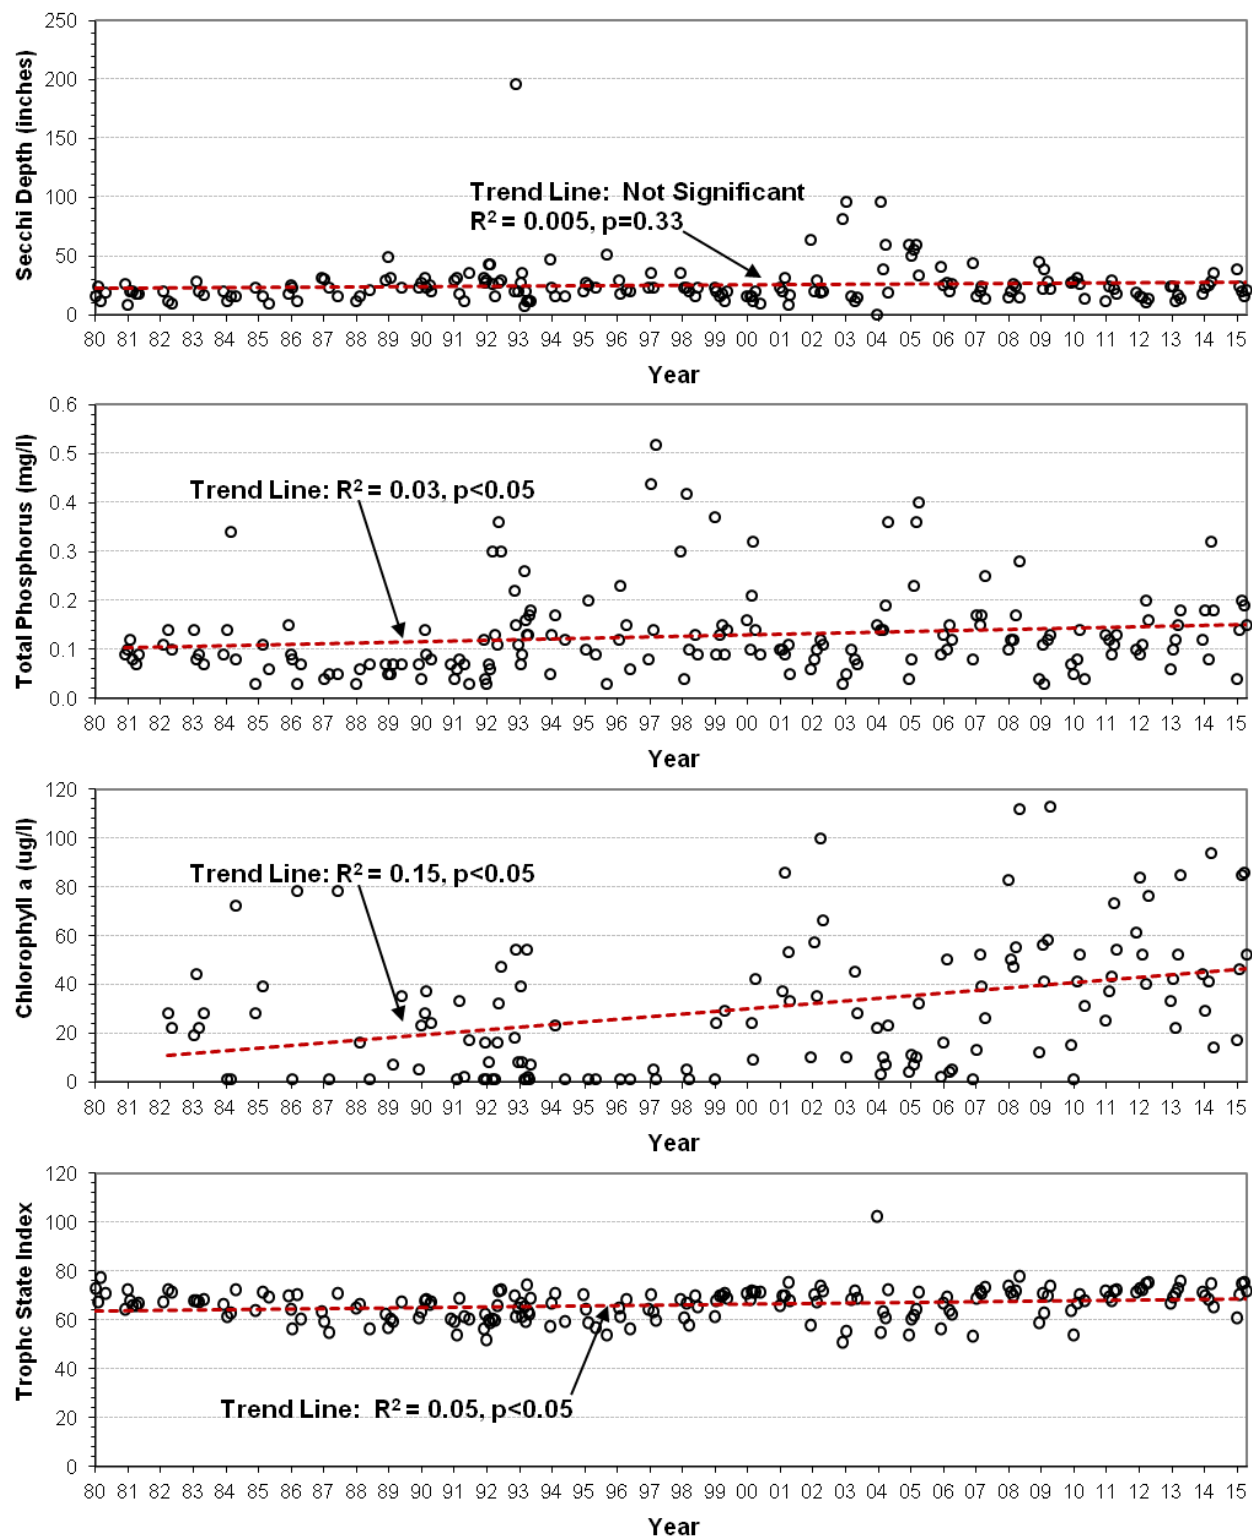 250
200
150
100
50
0
Secchi Depth (inches)
Trend Line:  Not Significant
R² = 0.005, p=0.33
80 81 82 83 84 85 86 87 88 89 90 91 92 93 94 95 96 97 98 99 00 01 02 03 04 05 06 07 08 09 10 11 12 13 14 15
Year
0.6
0.5
0.4
0.3
0.2
0.1
0.0
Total Phosphorus (mg/l)
Trend Line: R² = 0.03, p<0.05
80 81 82 83 84 85 86 87 88 89 90 91 92 93 94 95 96 97 98 99 00 01 02 03 04 05 06 07 08 09 10 11 12 13 14 15
Year
120
100
80
60
40
20
0
Chlorophyll a (ug/l)
Trend Line: R² = 0.15, p<0.05
80 81 82 83 84 85 86 87 88 89 90 91 92 93 94 95 96 97 98 99 00 01 02 03 04 05 06 07 08 09 10 11 12 13 14 15
Year
120
100
80
60
40
20
0
Trophc State Index
Trend Line:  R² = 0.05, p<0.05
80 81 82 83 84 85 86 87 88 89 90 91 92 93 94 95 96 97 98 99 00 01 02 03 04 05 06 07 08 09 10 11 12 13 14 15
Year